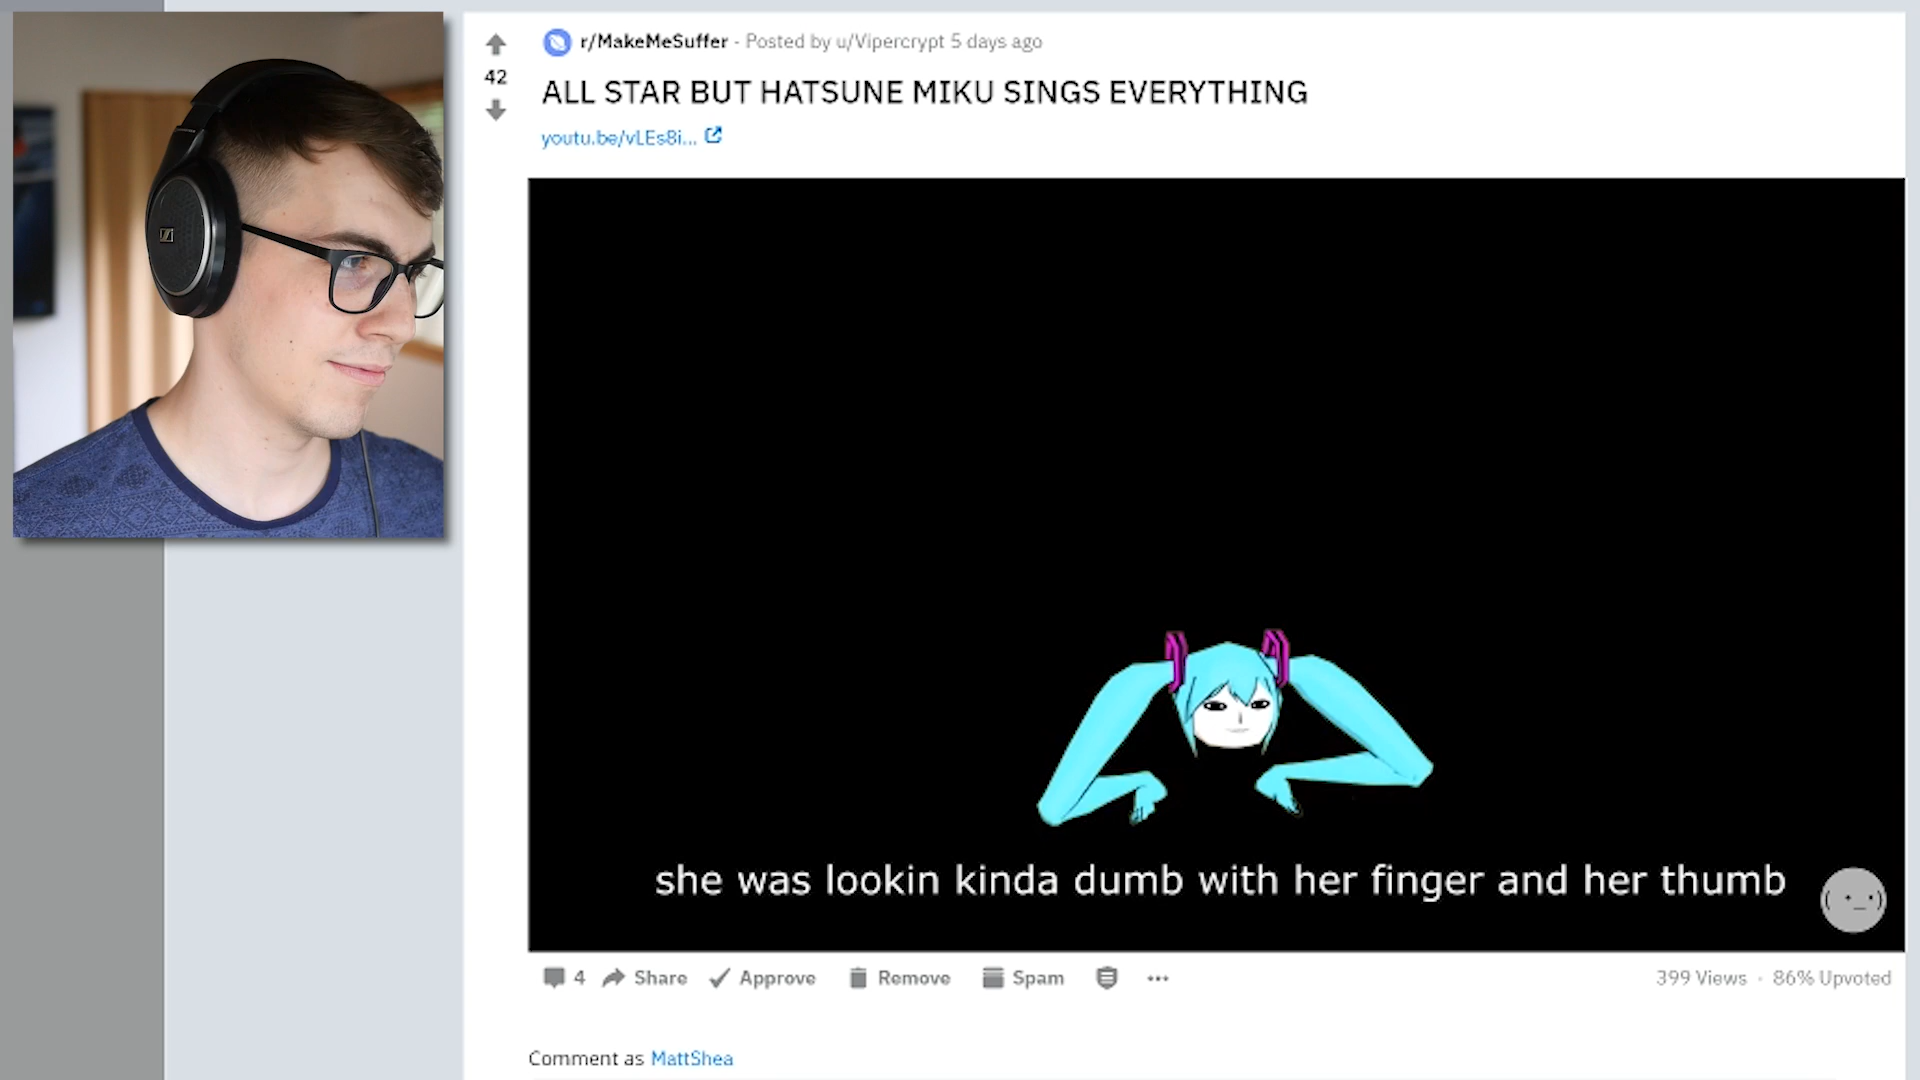 r/MakeMeSuffer - Posted by u/Vipercrypt 5 days ago
42
ALL STAR BUT HATSUNE MIKU SINGS EVERYTHING
youtu.be/vLEs8i...
she was lookin kinda dumb with her finger and her thumb
4 Share Approve Remove Spam ... 399 Views · 86% Upvoted
Comment as MattShea